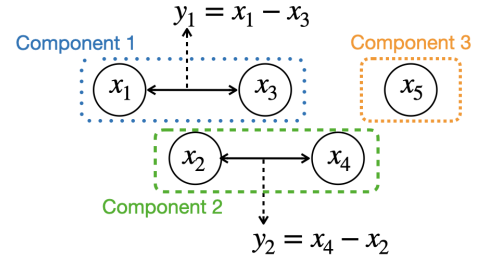 y₁ = x₁ − x₃
Component 1
Component 3
x₁
x₃
x₅
x₂
x₄
Component 2
y₂ = x₄ − x₂